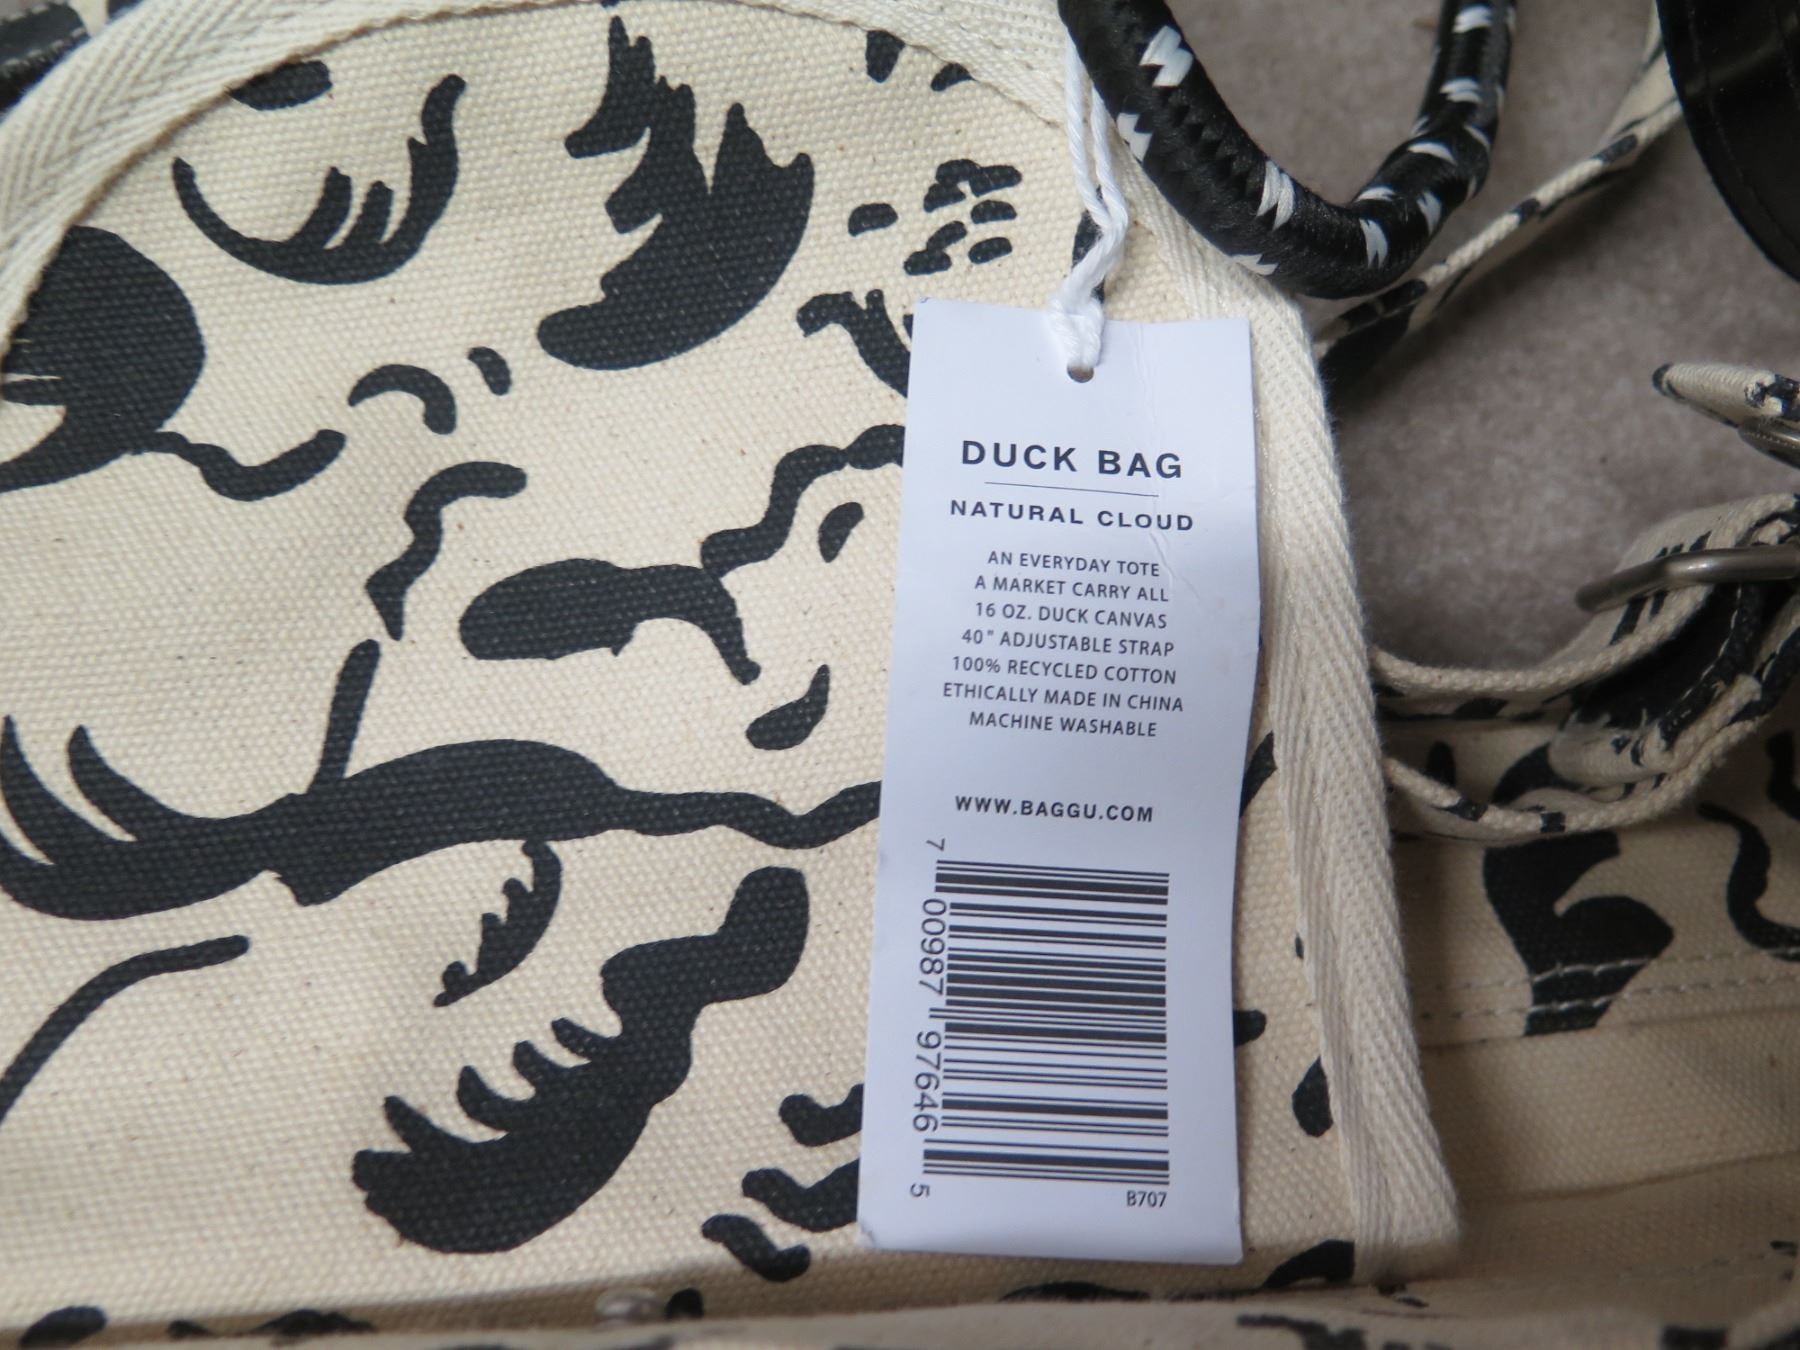 DUCK BAG
NATURAL CLOUD
AN EVERYDAY TOTE
A MARKET CARRY ALL
16 OZ. DUCK CANVAS
40" ADJUSTABLE STRAP
100% RECYCLED COTTON
ETHICALLY MADE IN CHINA
MACHINE WASHABLE
WWW.BAGGU.COM
7 00987 97646 5
B707